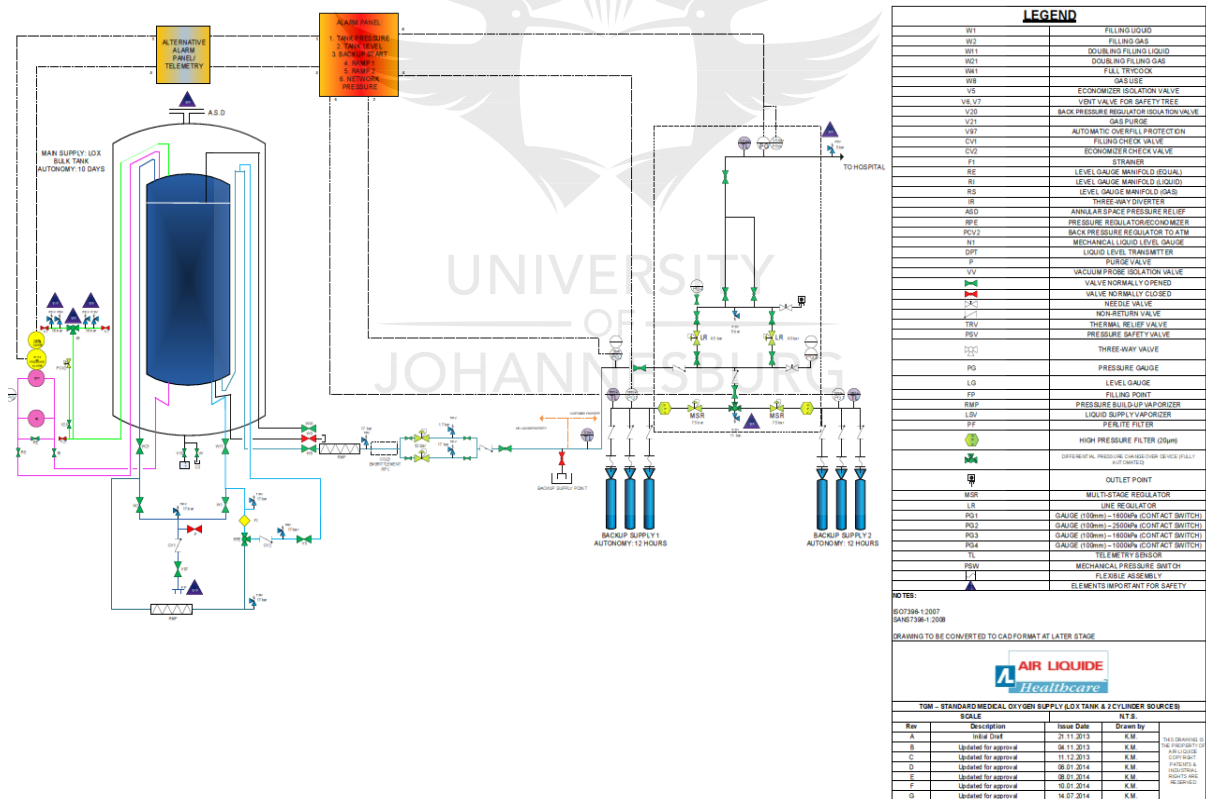 ALTERNATIVE
ALARM
PANEL/
TELEMETRY
ALARM PANEL:
1. TANK PRESSURE
2. TANK LEVEL
3. BACKUP START
4. RAMP 1
5. RAMP 2
6. NETWORK
PRESSURE
A.S.D
MAIN SUPPLY: LOX
BULK TANK
AUTONOMY: 10 DAYS
TO HOSPITAL
UNIVERSITY
OF
JOHANNESBURG
LR
LR
MSR
MSR
RMP
RMP
BACKUP SUPPLY POINT
BACKUP SUPPLY 1
AUTONOMY: 12 HOURS
BACKUP SUPPLY 2
AUTONOMY: 12 HOURS
LEGEND
W1 FILLING LIQUID
W2 FILLING GAS
W11 DOUBLING FILLING LIQUID
W21 DOUBLING FILLING GAS
W41 FULL TRYCOCK
W8 GAS USE
V5 ECONOMIZER ISOLATION VALVE
V6, V7 VENT VALVE FOR SAFETY TREE
V20 BACK PRESSURE REGULATOR ISOLATION VALVE
V21 GAS PURGE
V97 AUTOMATIC OVERFILL PROTECTION
CV1 FILLING CHECK VALVE
CV2 ECONOMIZER CHECK VALVE
F1 STRAINER
RE LEVEL GAUGE MANIFOLD (EQUAL)
RI LEVEL GAUGE MANIFOLD (LIQUID)
RS LEVEL GAUGE MANIFOLD (GAS)
IR THREE-WAY DIVERTER
ASD ANNULAR SPACE PRESSURE RELIEF
RPE PRESSURE REGULATOR/ECONOMIZER
PCV2 BACK PRESSURE REGULATOR TO ATM
N1 MECHANICAL LIQUID LEVEL GAUGE
DPT LIQUID LEVEL TRANSMITTER
P PURGE VALVE
VV VACUUM PROBE ISOLATION VALVE
VALVE NORMALLY OPENED
VALVE NORMALLY CLOSED
NEEDLE VALVE
NON-RETURN VALVE
TRV THERMAL RELIEF VALVE
PSV PRESSURE SAFETY VALVE
THREE-WAY VALVE
PG PRESSURE GAUGE
LG LEVEL GAUGE
FP FILLING POINT
RMP PRESSURE BUILD-UP VAPORIZER
LSV LIQUID SUPPLY VAPORIZER
PF PERLITE FILTER
HIGH PRESSURE FILTER (20µm)
DIFFERENTIAL PRESSURE CHANGEOVER DEVICE (FULLY
AUTOMATED)
OUTLET POINT
MSR MULTI-STAGE REGULATOR
LR LINE REGULATOR
PG1 GAUGE (100mm) – 1600kPa (CONTACT SWITCH)
PG2 GAUGE (100mm) – 2500kPa (CONTACT SWITCH)
PG3 GAUGE (100mm) – 1600kPa (CONTACT SWITCH)
PG4 GAUGE (100mm) – 1000kPa (CONTACT SWITCH)
TL TELEMETRY SENSOR
PSW MECHANICAL PRESSURE SWITCH
FLEXIBLE ASSEMBLY
ELEMENTS IMPORTANT FOR SAFETY
NOTES:
ISO7396-1:2007
SANS7396-1:2008
DRAWING TO BE CONVERTED TO CAD FORMAT AT LATER STAGE
AIR LIQUIDE
Healthcare
TGM – STANDARD MEDICAL OXYGEN SUPPLY (LOX TANK & 2 CYLINDER SOURCES)
SCALE N.T.S.
Rev Description Issue Date Drawn by
A Initial Draft 21.11.2013 K.M.
B Updated for approval 04.11.2013 K.M.
C Updated for approval 11.12.2013 K.M.
D Updated for approval 06.01.2014 K.M.
E Updated for approval 08.01.2014 K.M.
F Updated for approval 10.01.2014 K.M.
G Updated for approval 14.07.2014 K.M.
THIS DRAWING IS
THE PROPERTY OF
AIR LIQUIDE
COPYRIGHT
PATENTS &
INDUSTRIAL
RIGHTS ARE
RESERVED